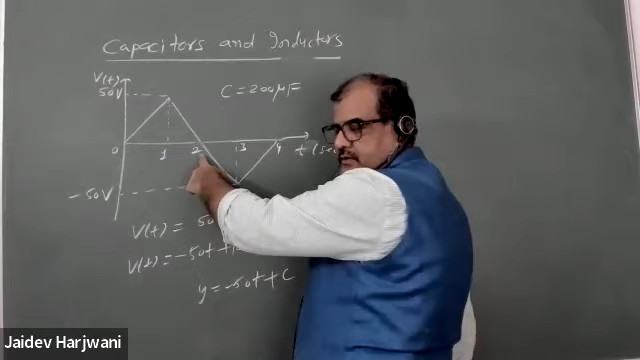 Capacitors and Inductors
V(t)
50V
C=200μF
0
1
2
3
4
t (sec
-50V
V(t) = 50
V(t) = -50t +
y = -50t + C
Jaidev Harjwani